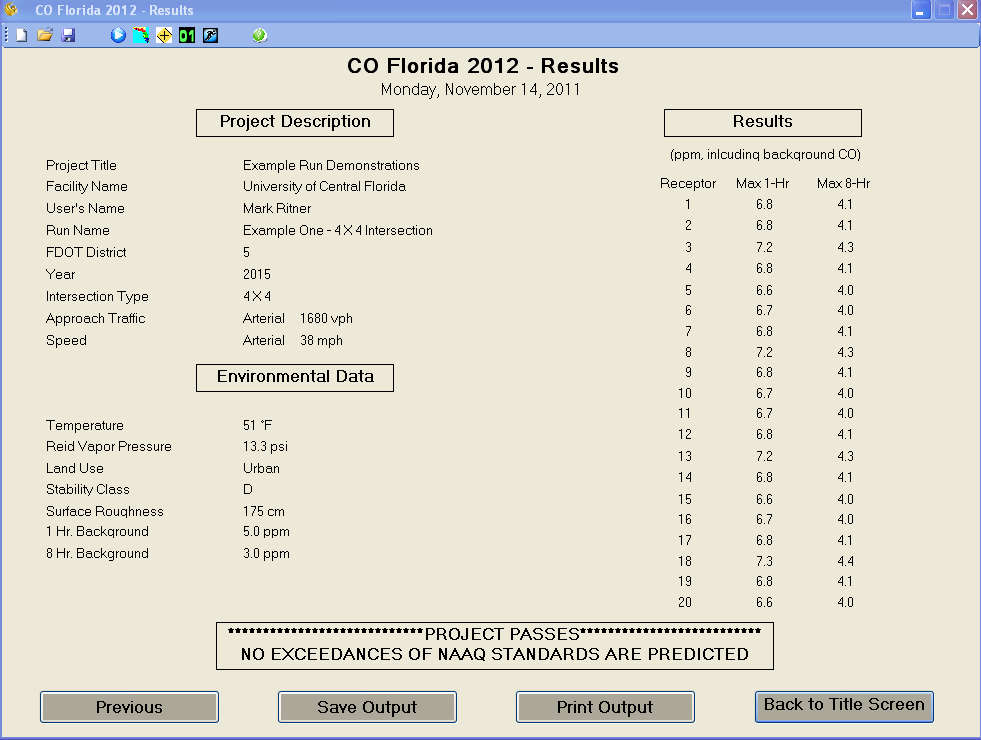 CO Florida 2012 - Results
01
CO Florida 2012 - Results
Monday, November 14, 2011
Project Description
Project Title Example Run Demonstrations
Facility Name University of Central Florida
User's Name Mark Ritner
Run Name Example One - 4 X 4 Intersection
FDOT District 5
Year 2015
Intersection Type 4 X 4
Approach Traffic Arterial 1680 vph
Speed Arterial 38 mph
Environmental Data
Temperature 51 °F
Reid Vapor Pressure 13.3 psi
Land Use Urban
Stability Class D
Surface Roughness 175 cm
1 Hr. Background 5.0 ppm
8 Hr. Background 3.0 ppm
Results
(ppm, inlcuding background CO)
Receptor Max 1-Hr Max 8-Hr
1 6.8 4.1
2 6.8 4.1
3 7.2 4.3
4 6.8 4.1
5 6.6 4.0
6 6.7 4.0
7 6.8 4.1
8 7.2 4.3
9 6.8 4.1
10 6.7 4.0
11 6.7 4.0
12 6.8 4.1
13 7.2 4.3
14 6.8 4.1
15 6.6 4.0
16 6.7 4.0
17 6.8 4.1
18 7.3 4.4
19 6.8 4.1
20 6.6 4.0
****************************PROJECT PASSES**************************
NO EXCEEDANCES OF NAAQ STANDARDS ARE PREDICTED
Previous Save Output Print Output Back to Title Screen